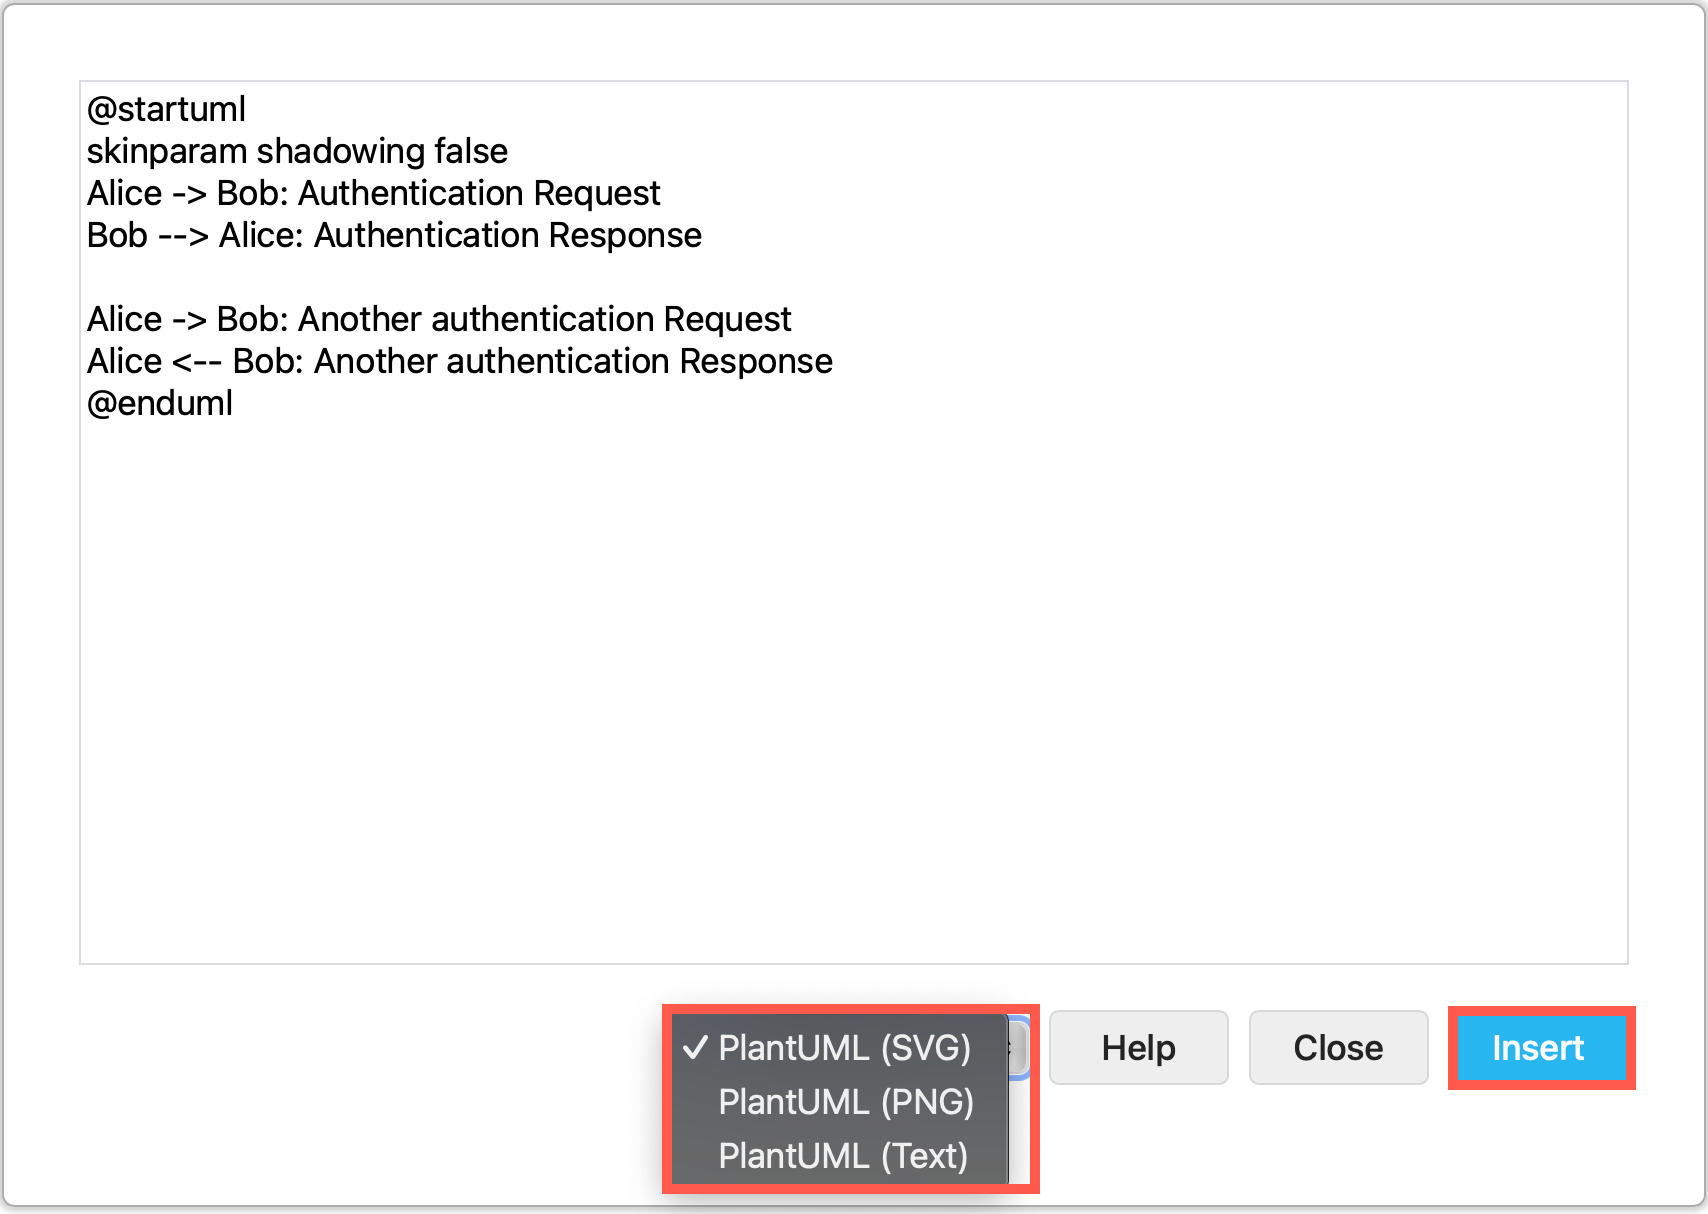 @startuml
skinparam shadowing false
Alice -> Bob: Authentication Request
Bob --> Alice: Authentication Response

Alice -> Bob: Another authentication Request
Alice <-- Bob: Another authentication Response
@enduml
✓ PlantUML (SVG)
PlantUML (PNG)
PlantUML (Text)
Help
Close
Insert